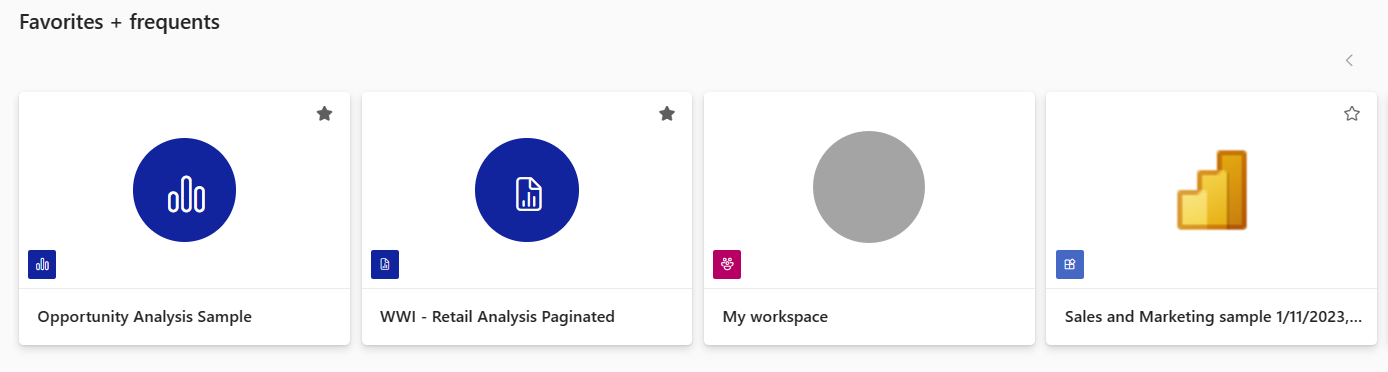 Favorites + frequents
Opportunity Analysis Sample
WWI - Retail Analysis Paginated
My workspace
Sales and Marketing sample 1/11/2023,...